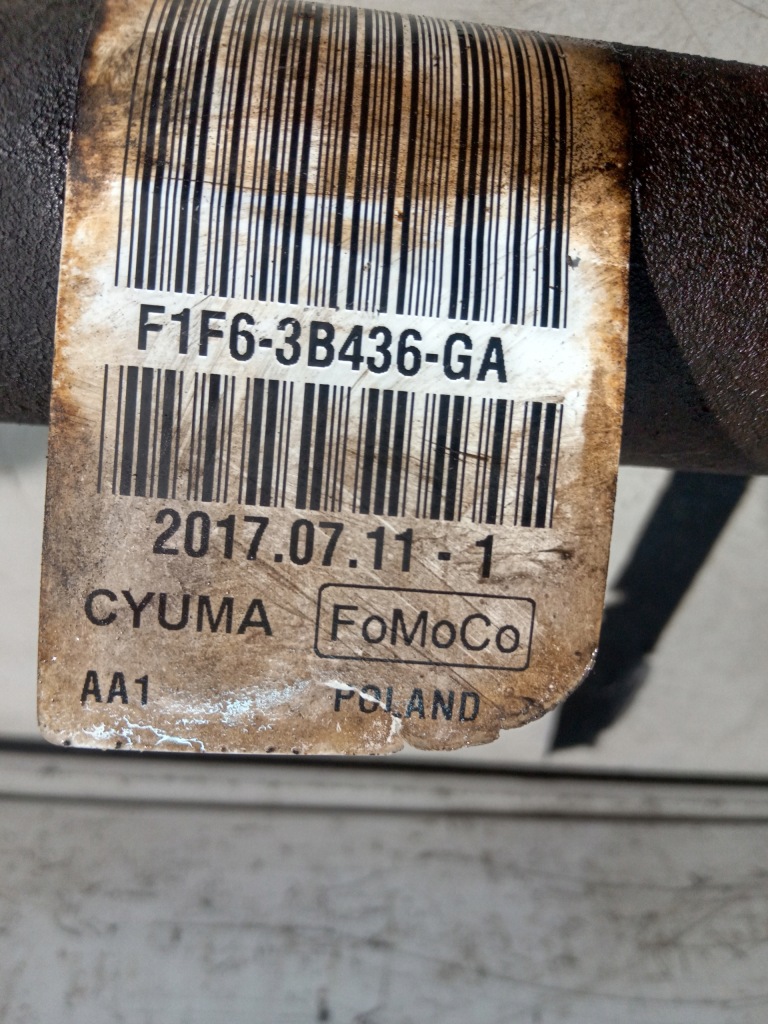 F1F6-3B436-GA
2017.07.11 - 1
CYUMA FoMoCo
AA1 POLAND